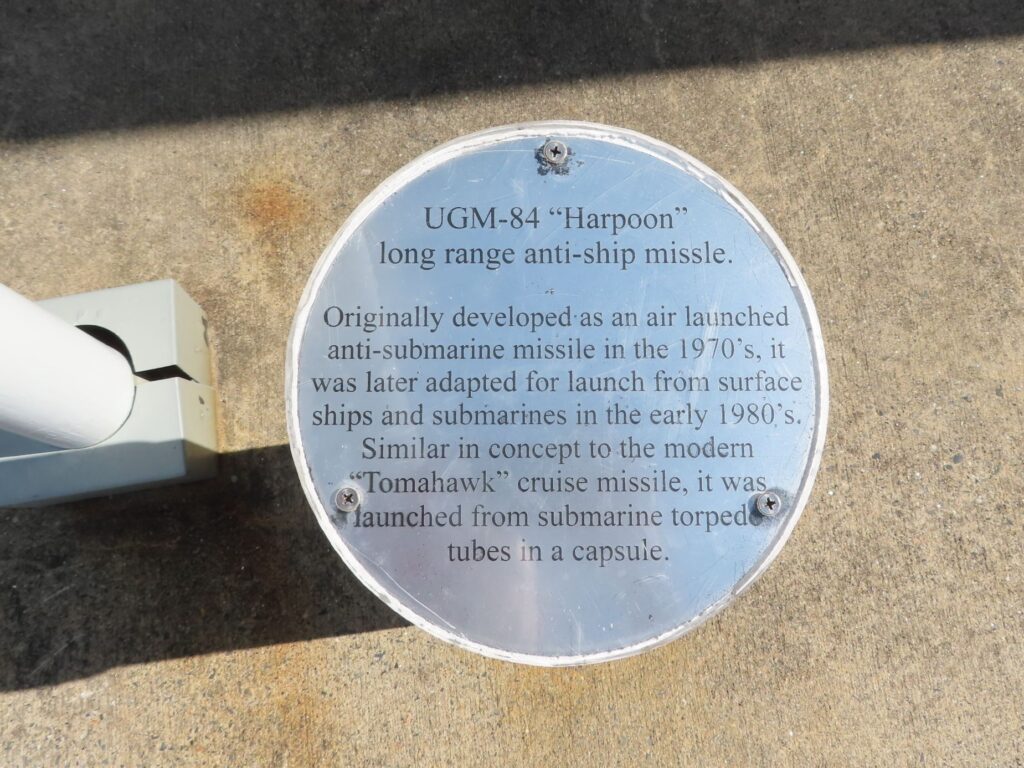 UGM-84 “Harpoon”
long range anti-ship missle.
Originally developed as an air launched
anti-submarine missile in the 1970’s, it
was later adapted for launch from surface
ships and submarines in the early 1980’s.
Similar in concept to the modern
“Tomahawk” cruise missile, it was
launched from submarine torpedo
tubes in a capsule.